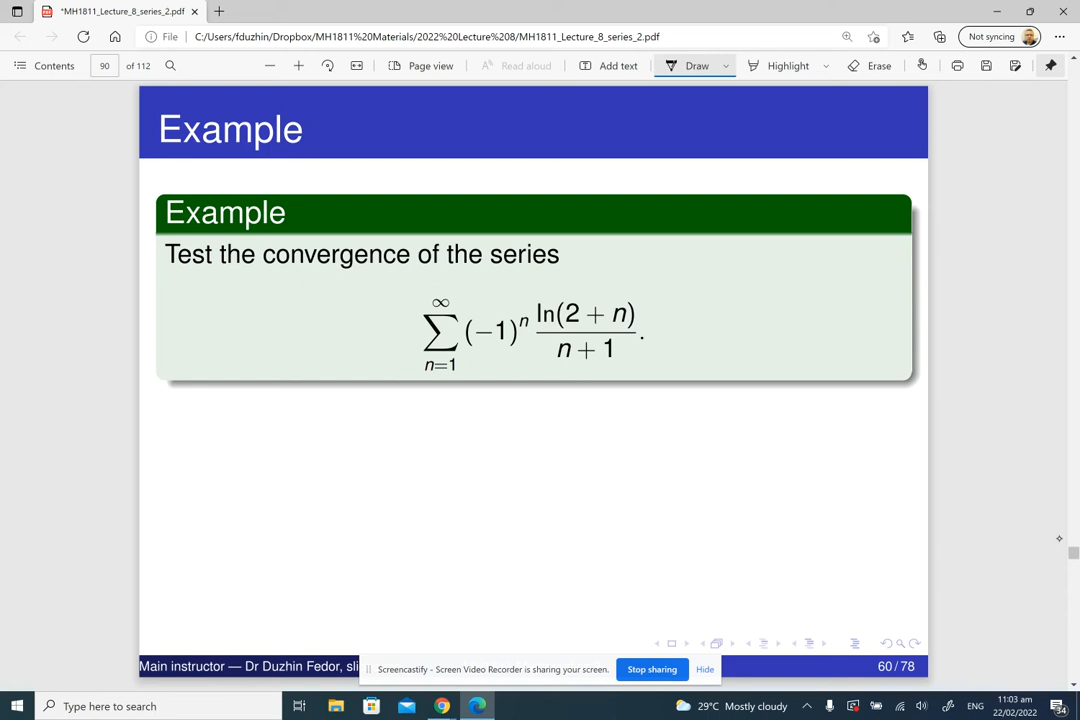 *MH1811_Lecture_8_series_2.pdf
File C:/Users/fduzhin/Dropbox/MH1811%20Materials/2022%20Lecture%208/MH1811_Lecture_8_series_2.pdf Not syncing
Contents 90 of 112 Page view Read aloud Add text Draw Highlight Erase
Example
Example
Test the convergence of the series
∞
∑ (−1)^n ln(2 + n) / (n + 1) .
n=1
Main instructor — Dr Duzhin Fedor, sli 60 / 78
Screencastify - Screen Video Recorder is sharing your screen. Stop sharing Hide
Type here to search 29°C Mostly cloudy ENG 11:03 am
22/02/2022
34